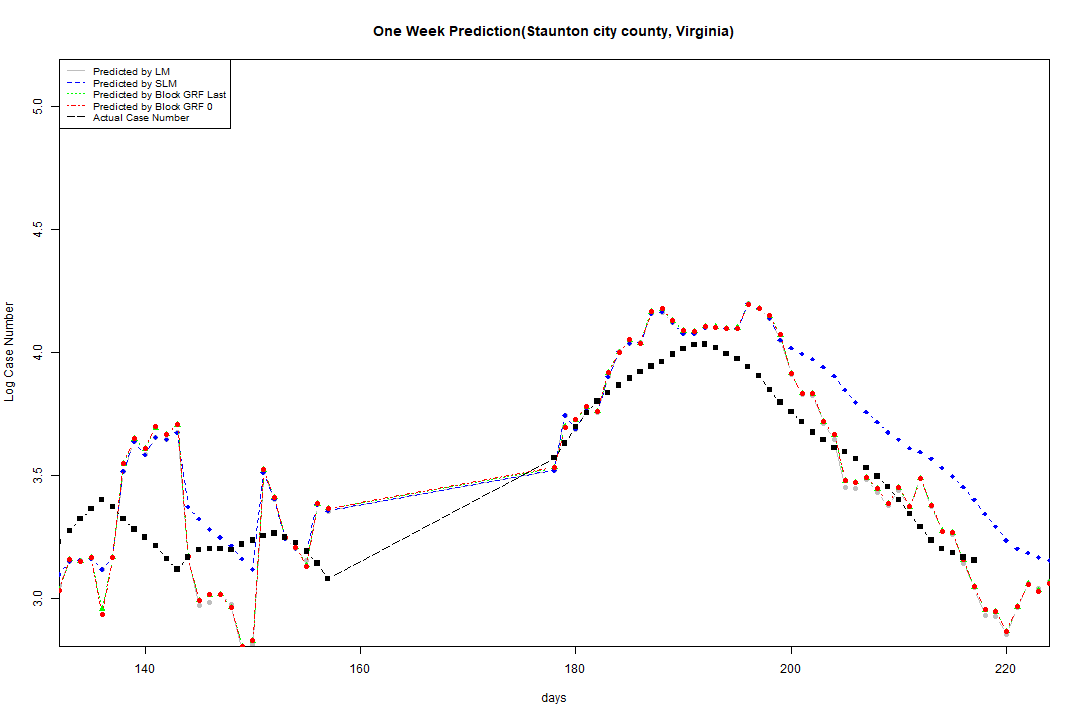 One Week Prediction(Staunton city county, Virginia)
Predicted by LM
Predicted by SLM
Predicted by Block GRF Last
Predicted by Block GRF 0
Actual Case Number
5.0
4.5
4.0
3.5
3.0
Log Case Number
140 160 180 200 220
days